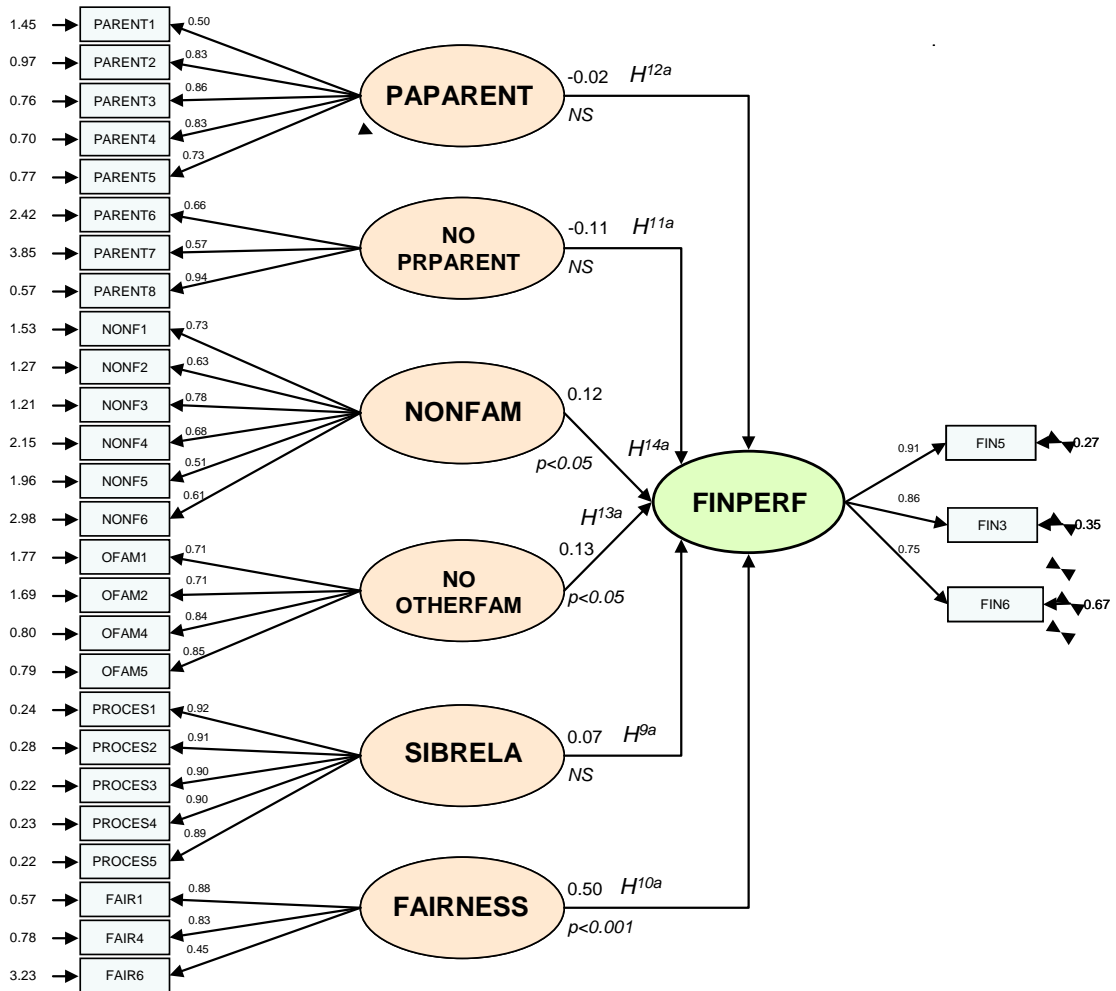 1.45 PARENT1 0.50
0.97 PARENT2 0.83
0.76 PARENT3 0.86
0.70 PARENT4 0.83
0.77 PARENT5 0.73
PAPARENT
-0.02 H12a
NS
2.42 PARENT6 0.66
3.85 PARENT7 0.57
0.57 PARENT8 0.94
NO
PRPARENT
-0.11 H11a
NS
1.53 NONF1 0.73
1.27 NONF2 0.63
1.21 NONF3 0.78
2.15 NONF4 0.68
1.96 NONF5 0.51
2.98 NONF6 0.61
NONFAM
0.12
p<0.05
H14a
1.77 OFAM1 0.71
1.69 OFAM2 0.71
0.80 OFAM4 0.84
0.79 OFAM5 0.85
NO
OTHERFAM
H13a
0.13
p<0.05
0.24 PROCES1 0.92
0.28 PROCES2 0.91
0.22 PROCES3 0.90
0.23 PROCES4 0.90
0.22 PROCES5 0.89
SIBRELA
0.07 H9a
NS
0.57 FAIR1 0.88
0.78 FAIR4 0.83
3.23 FAIR6 0.45
FAIRNESS
0.50 H10a
p<0.001
FINPERF
0.91 FIN5 0.27
0.86 FIN3 0.35
0.75 FIN6 0.67